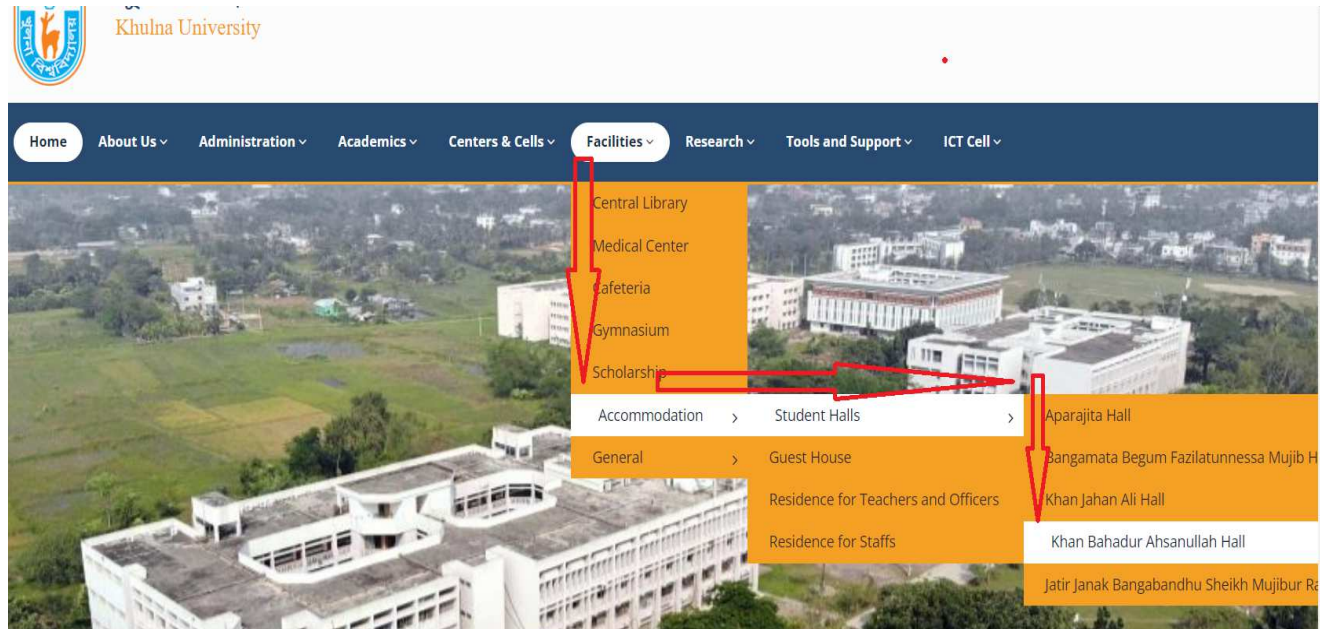 Khulna University
Home About Us Administration Academics Centers & Cells Facilities Research Tools and Support ICT Cell
Central Library
Medical Center
Cafeteria
Gymnasium
Scholarship
Accommodation
General
Student Halls
Guest House
Residence for Teachers and Officers
Residence for Staffs
Aparajita Hall
Bangamata Begum Fazilatunnessa Mujib H
Khan Jahan Ali Hall
Khan Bahadur Ahsanullah Hall
Jatir Janak Bangabandhu Sheikh Mujibur Ra